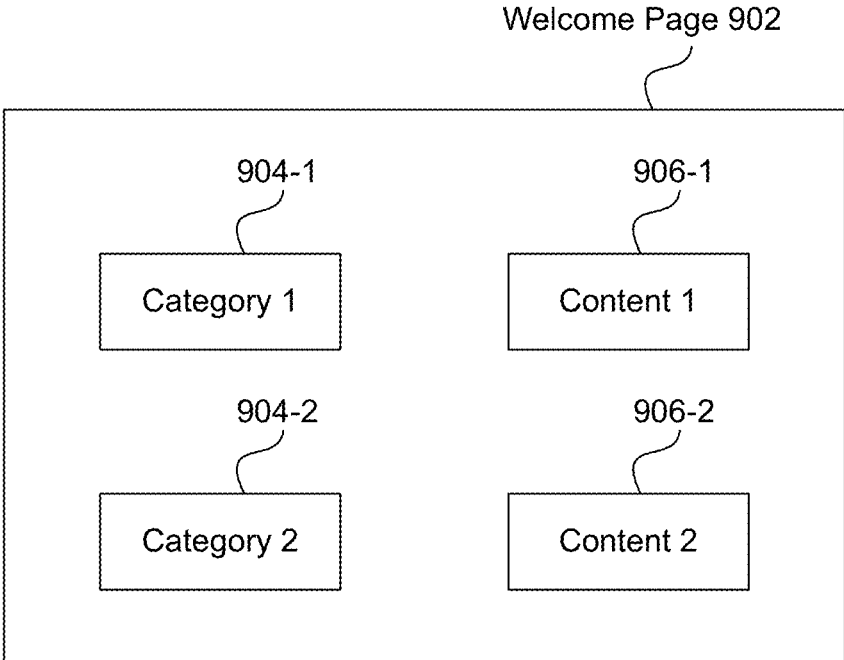 Welcome Page 902
904-1
906-1
Category 1
Content 1
904-2
906-2
Category 2
Content 2